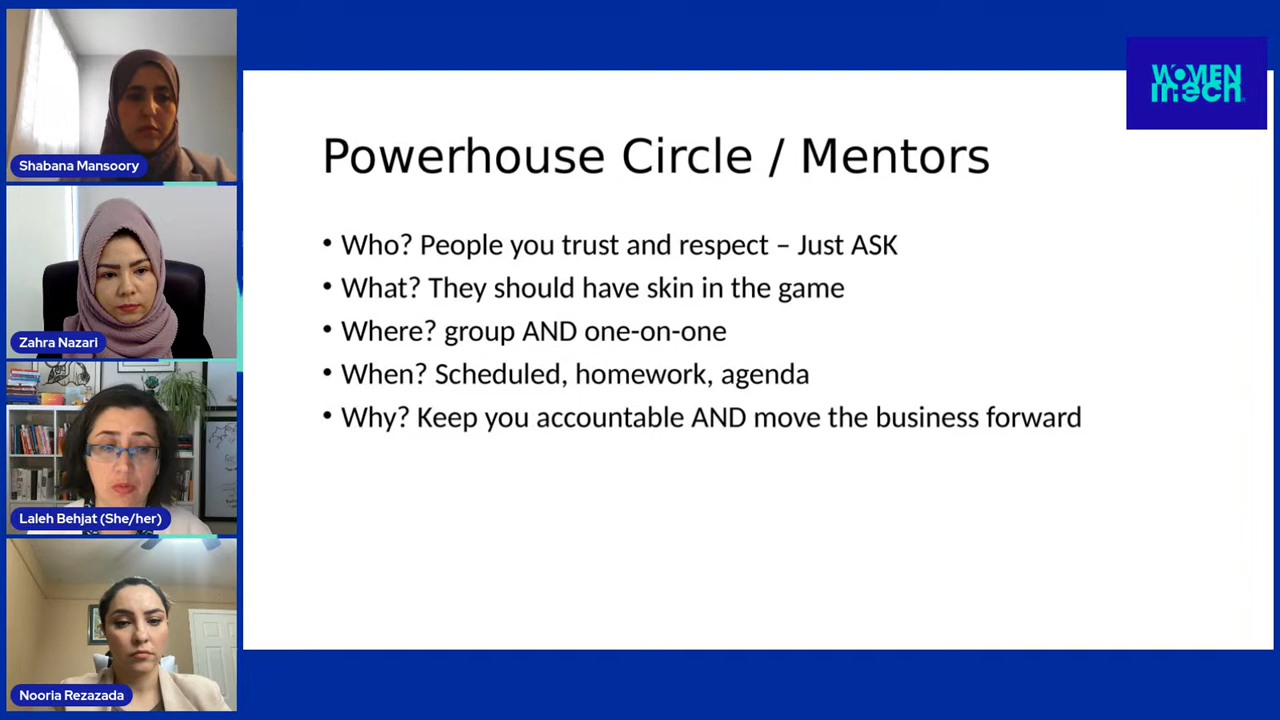 Shabana Mansoory
Zahra Nazari
Laleh Behjat (She/her)
Nooria Rezazada
WOMEN
in tech
Powerhouse Circle / Mentors
• Who? People you trust and respect – Just ASK
• What? They should have skin in the game
• Where? group AND one-on-one
• When? Scheduled, homework, agenda
• Why? Keep you accountable AND move the business forward